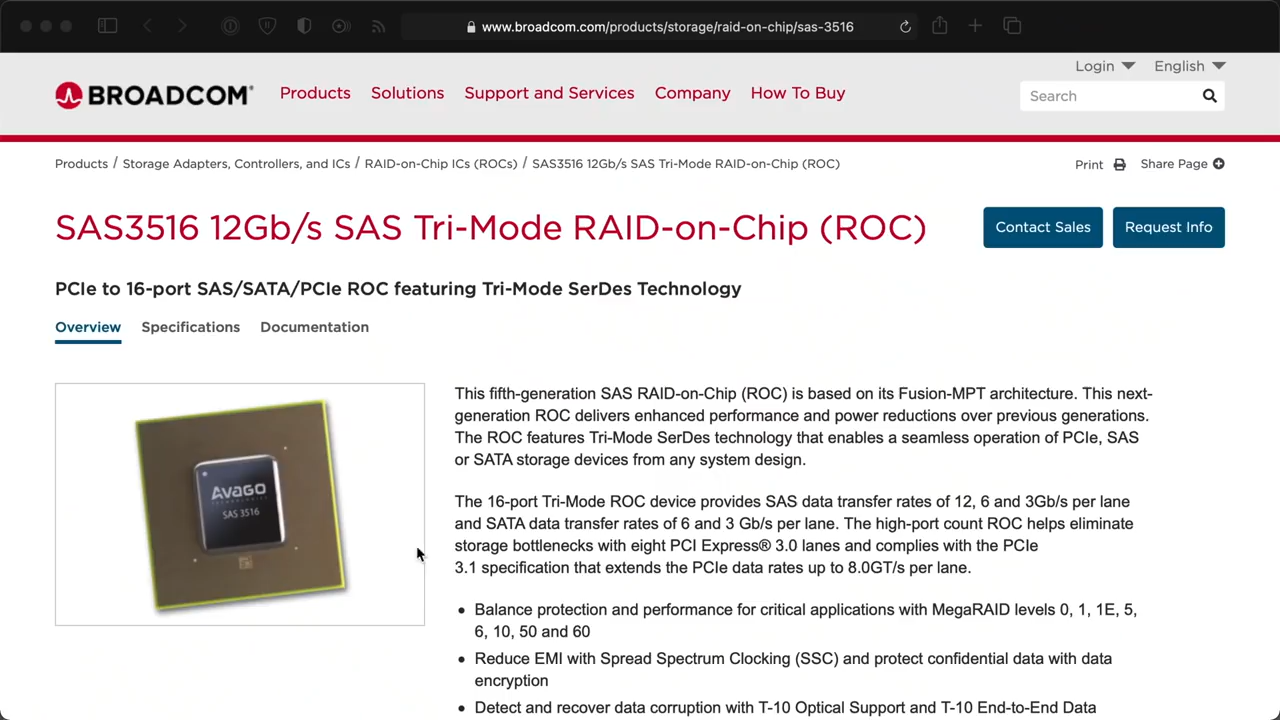 www.broadcom.com/products/storage/raid-on-chip/sas-3516
Login English
BROADCOM Products Solutions Support and Services Company How To Buy
Search
Products / Storage Adapters, Controllers, and ICs / RAID-on-Chip ICs (ROCs) / SAS3516 12Gb/s SAS Tri-Mode RAID-on-Chip (ROC)
Print Share Page
SAS3516 12Gb/s SAS Tri-Mode RAID-on-Chip (ROC)
Contact Sales Request Info
PCIe to 16-port SAS/SATA/PCIe ROC featuring Tri-Mode SerDes Technology
Overview Specifications Documentation
AVAGO
SAS 3516
This fifth-generation SAS RAID-on-Chip (ROC) is based on its Fusion-MPT architecture. This next-
generation ROC delivers enhanced performance and power reductions over previous generations.
The ROC features Tri-Mode SerDes technology that enables a seamless operation of PCIe, SAS
or SATA storage devices from any system design.
The 16-port Tri-Mode ROC device provides SAS data transfer rates of 12, 6 and 3Gb/s per lane
and SATA data transfer rates of 6 and 3 Gb/s per lane. The high-port count ROC helps eliminate
storage bottlenecks with eight PCI Express® 3.0 lanes and complies with the PCIe
3.1 specification that extends the PCIe data rates up to 8.0GT/s per lane.
• Balance protection and performance for critical applications with MegaRAID levels 0, 1, 1E, 5,
6, 10, 50 and 60
• Reduce EMI with Spread Spectrum Clocking (SSC) and protect confidential data with data
encryption
• Detect and recover data corruption with T-10 Optical Support and T-10 End-to-End Data